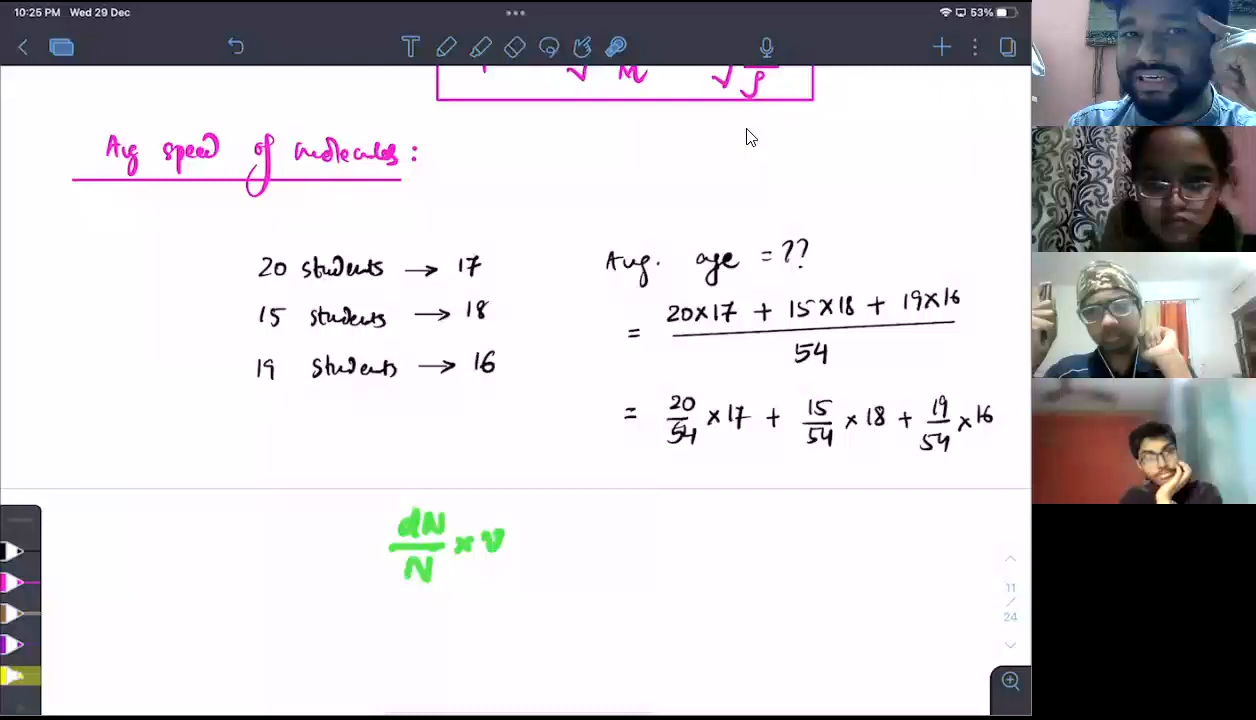 10:25 PM Wed 29 Dec
53%
T
√ M √ ρ
Avg speed of molecules :
20 students → 17
15 students → 18
19 students → 16
Avg. age = ??
= 20×17 + 15×18 + 19×16
54
= 20/54 × 17 + 15/54 × 18 + 19/54 × 16
dN/N × v
11
/
24